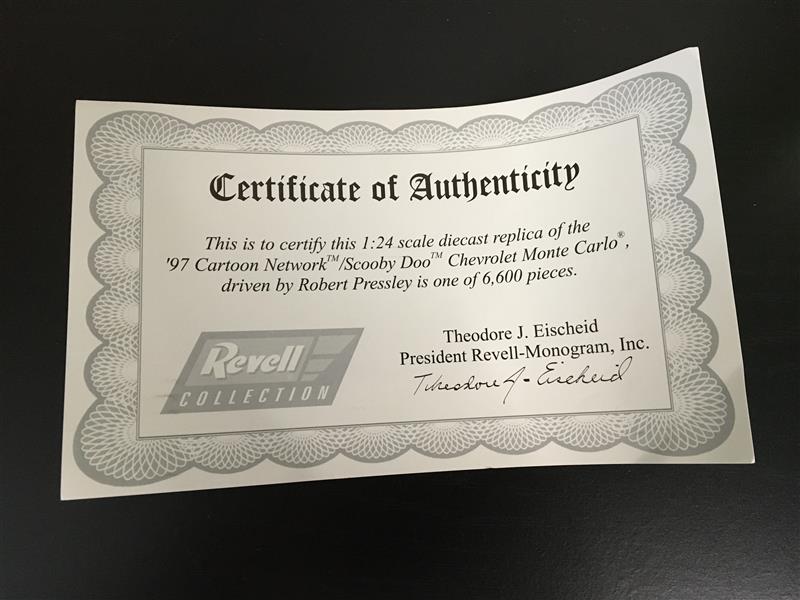 Certificate of Authenticity
This is to certify this 1:24 scale diecast replica of the
'97 Cartoon Network™/Scooby Doo™ Chevrolet Monte Carlo®,
driven by Robert Pressley is one of 6,600 pieces.
Theodore J. Eischeid
President Revell-Monogram, Inc.
Theodore J. Eischeid
Revell
COLLECTION